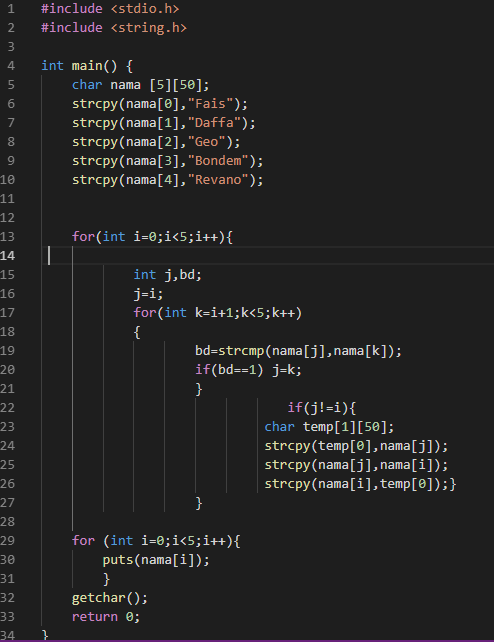 1 #include <stdio.h>
2 #include <string.h>
3
4 int main() {
5 char nama [5][50];
6 strcpy(nama[0],"Fais");
7 strcpy(nama[1],"Daffa");
8 strcpy(nama[2],"Geo");
9 strcpy(nama[3],"Bondem");
10 strcpy(nama[4],"Revano");
11
12
13 for(int i=0;i<5;i++){
14
15 int j,bd;
16 j=i;
17 for(int k=i+1;k<5;k++)
18 {
19 bd=strcmp(nama[j],nama[k]);
20 if(bd==1) j=k;
21 }
22 if(j!=i){
23 char temp[1][50];
24 strcpy(temp[0],nama[j]);
25 strcpy(nama[j],nama[i]);
26 strcpy(nama[i],temp[0]);}
27 }
28
29 for (int i=0;i<5;i++){
30 puts(nama[i]);
31 }
32 getchar();
33 return 0;
34 }